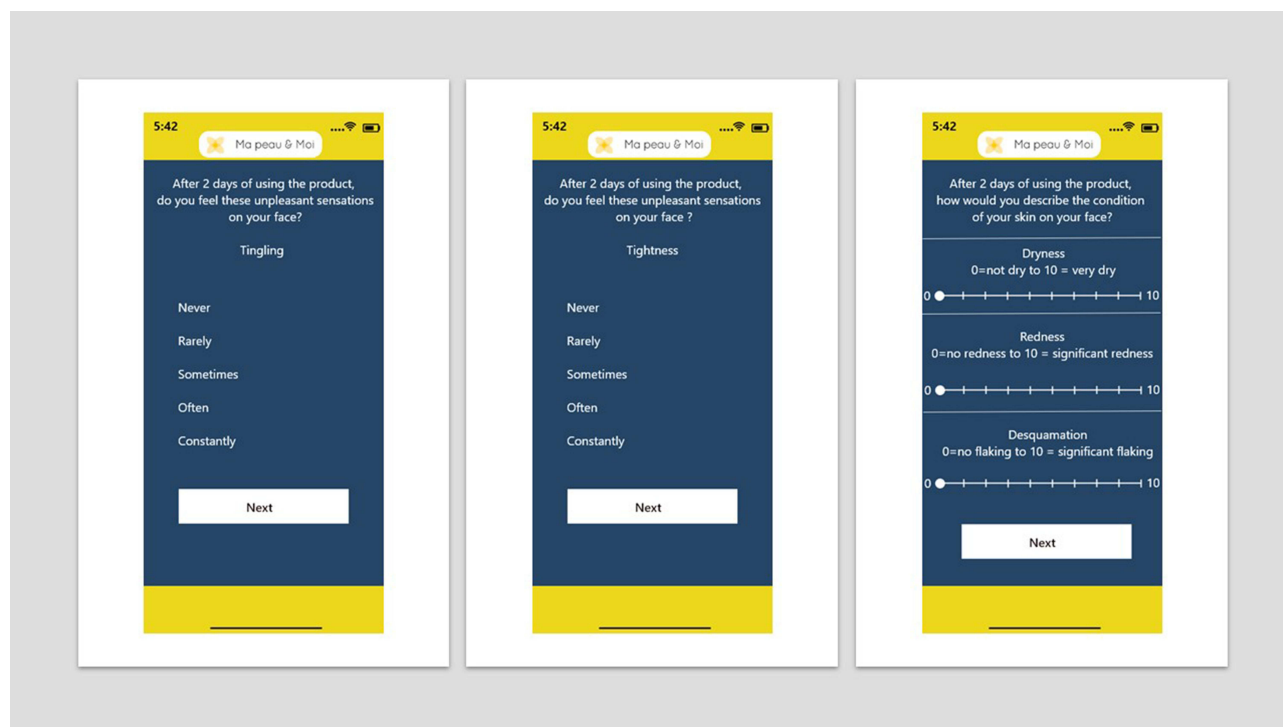 5:42
Ma peau & Moi
After 2 days of using the product,
do you feel these unpleasant sensations
on your face?
Tingling
Never
Rarely
Sometimes
Often
Constantly
Next
5:42
Ma peau & Moi
After 2 days of using the product,
do you feel these unpleasant sensations
on your face ?
Tightness
Never
Rarely
Sometimes
Often
Constantly
Next
5:42
Ma peau & Moi
After 2 days of using the product,
how would you describe the condition
of your skin on your face?
Dryness
0=not dry to 10 = very dry
0 10
Redness
0=no redness to 10 = significant redness
0 10
Desquamation
0=no flaking to 10 = significant flaking
0 10
Next